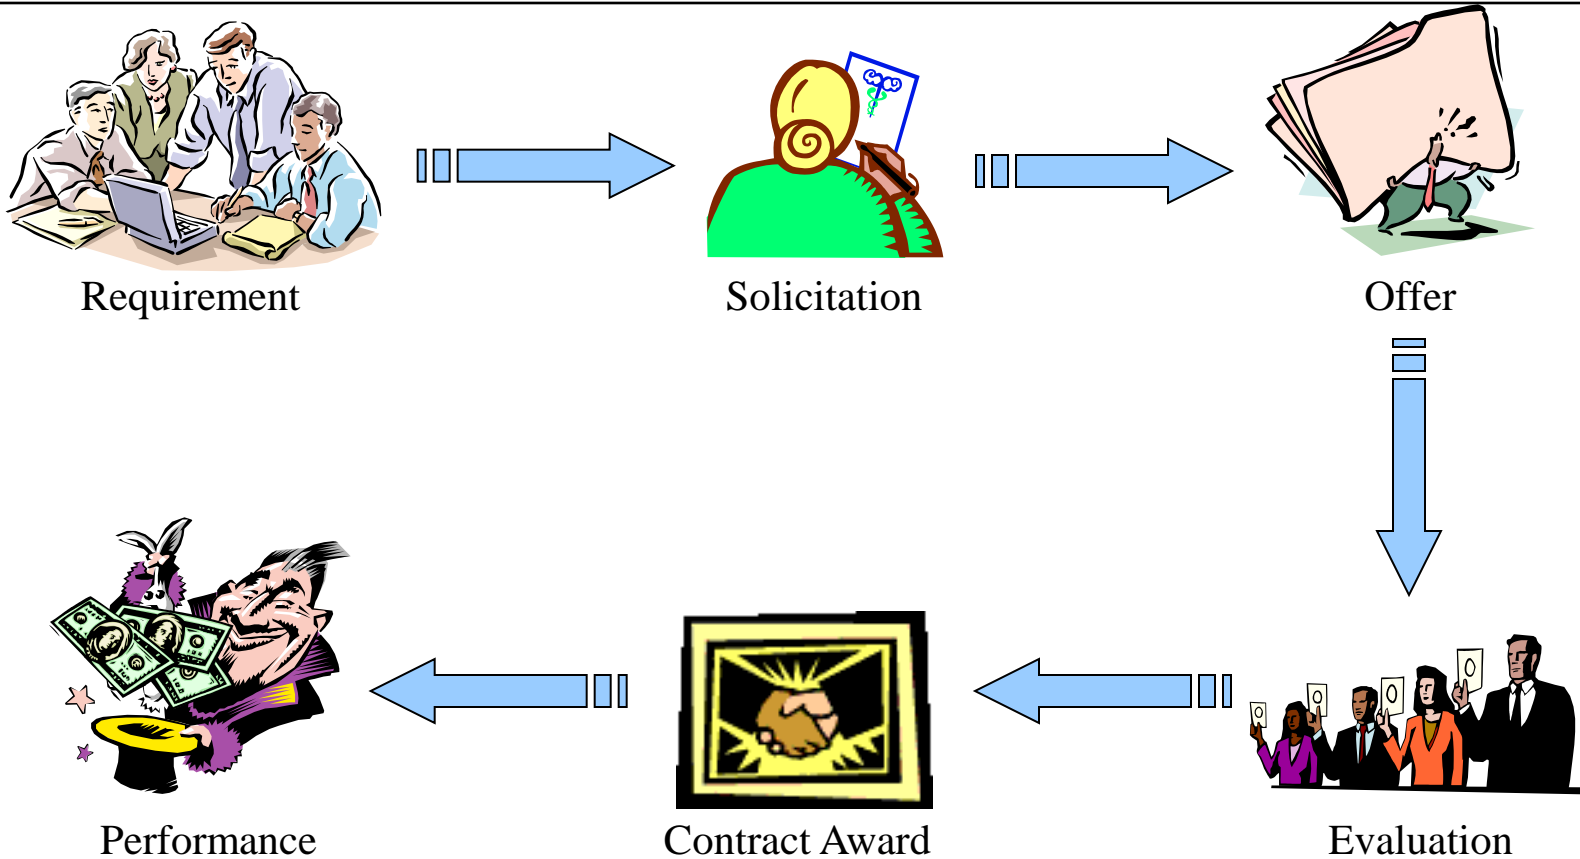 Requirement
Solicitation
Offer
Performance
Contract Award
Evaluation